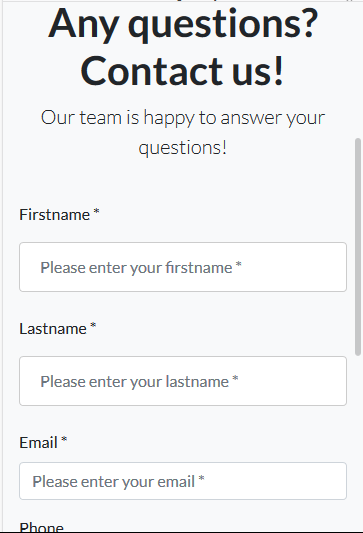 Any questions?
Contact us!
Our team is happy to answer your
questions!
Firstname *
Please enter your firstname *
Lastname *
Please enter your lastname *
Email *
Please enter your email *
Phone